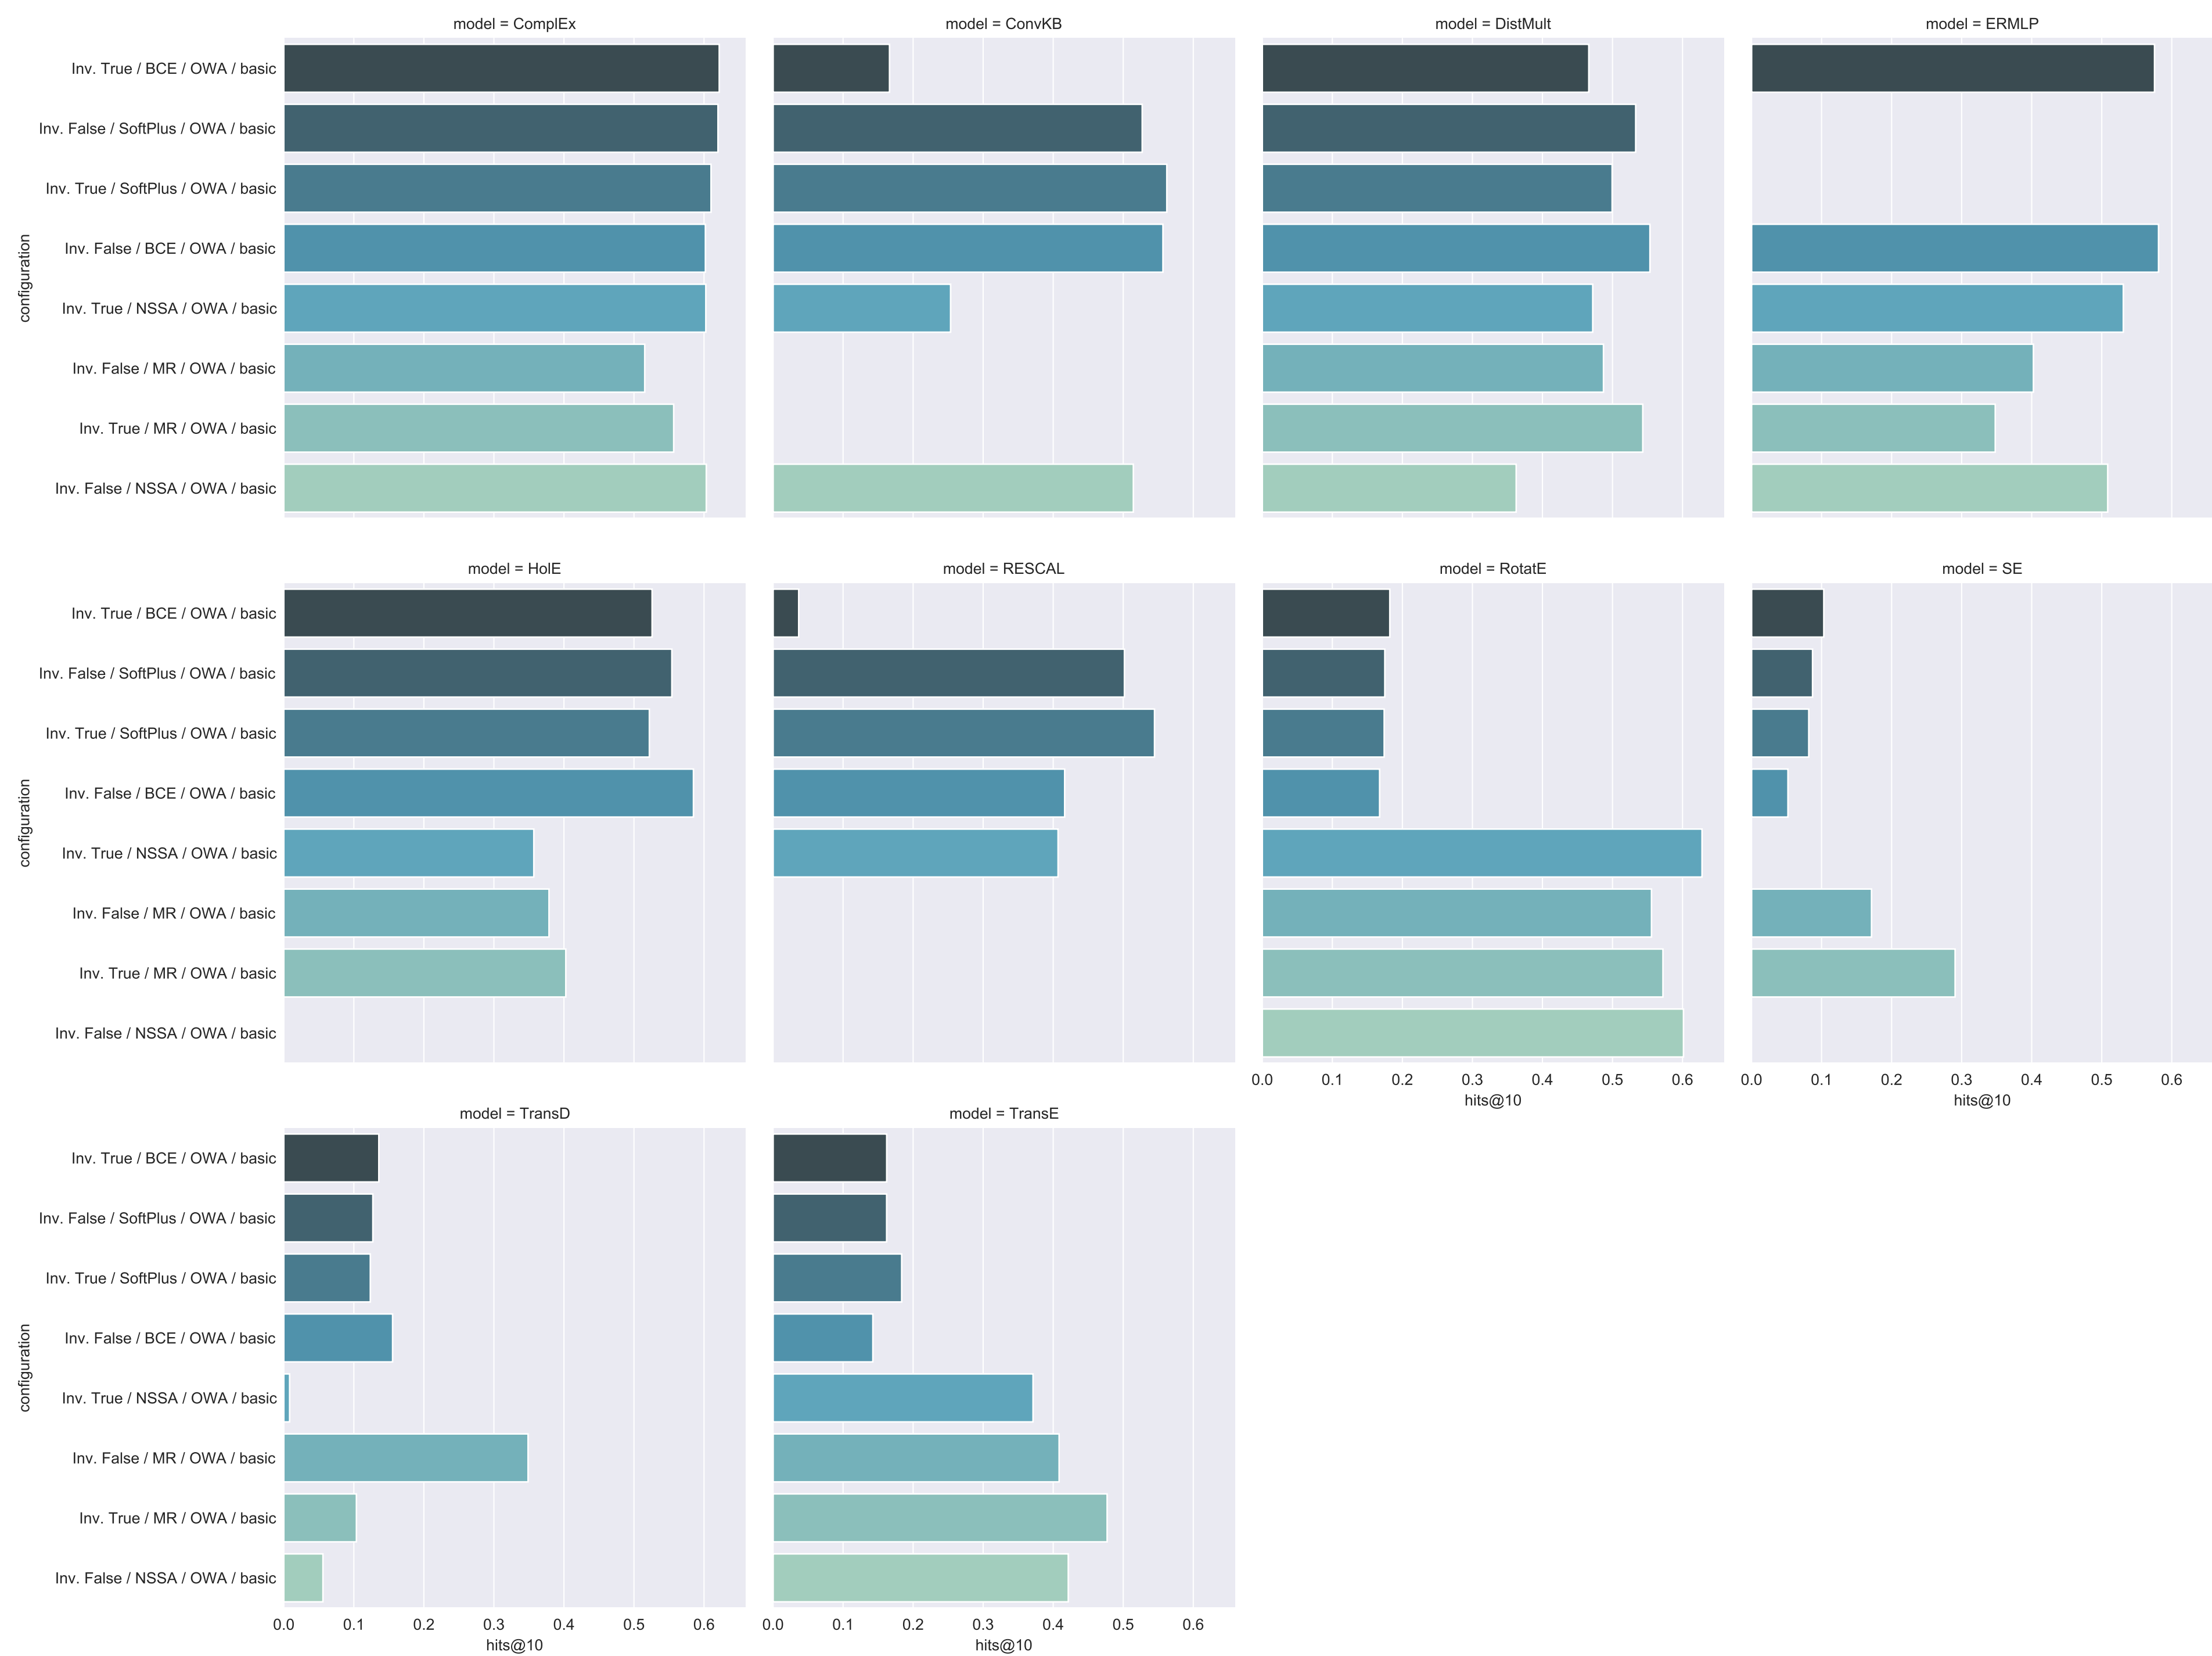 model = ComplEx
model = ConvKB
model = DistMult
model = ERMLP
configuration
Inv. True / BCE / OWA / basic
Inv. False / SoftPlus / OWA / basic
Inv. True / SoftPlus / OWA / basic
Inv. False / BCE / OWA / basic
Inv. True / NSSA / OWA / basic
Inv. False / MR / OWA / basic
Inv. True / MR / OWA / basic
Inv. False / NSSA / OWA / basic
model = HolE
model = RESCAL
model = RotatE
model = SE
configuration
Inv. True / BCE / OWA / basic
Inv. False / SoftPlus / OWA / basic
Inv. True / SoftPlus / OWA / basic
Inv. False / BCE / OWA / basic
Inv. True / NSSA / OWA / basic
Inv. False / MR / OWA / basic
Inv. True / MR / OWA / basic
Inv. False / NSSA / OWA / basic
0.0 0.1 0.2 0.3 0.4 0.5 0.6
hits@10
0.0 0.1 0.2 0.3 0.4 0.5 0.6
hits@10
model = TransD
model = TransE
configuration
Inv. True / BCE / OWA / basic
Inv. False / SoftPlus / OWA / basic
Inv. True / SoftPlus / OWA / basic
Inv. False / BCE / OWA / basic
Inv. True / NSSA / OWA / basic
Inv. False / MR / OWA / basic
Inv. True / MR / OWA / basic
Inv. False / NSSA / OWA / basic
0.0 0.1 0.2 0.3 0.4 0.5 0.6
hits@10
0.0 0.1 0.2 0.3 0.4 0.5 0.6
hits@10